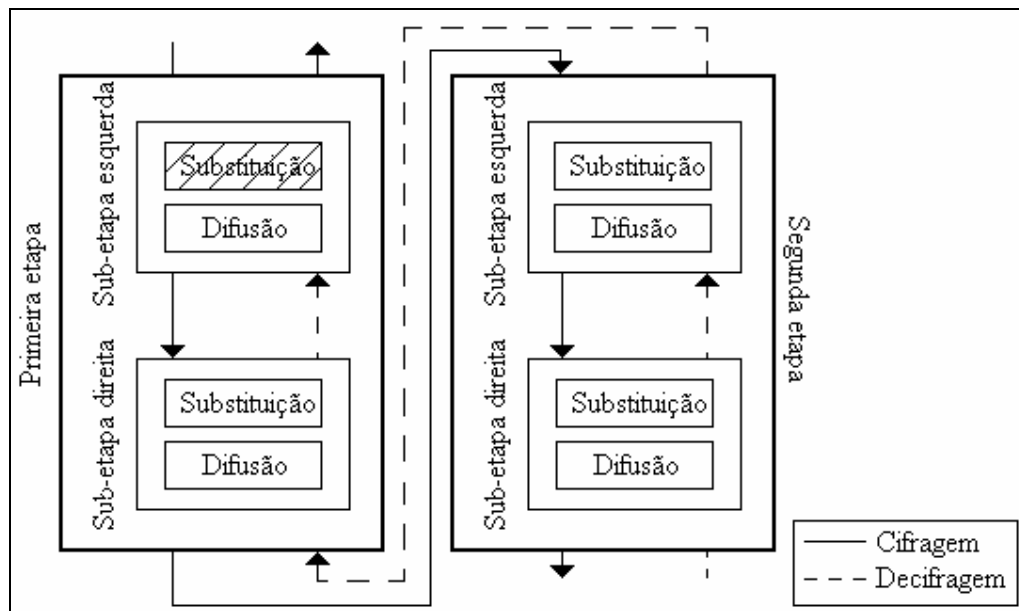 Primeira etapa
Sub-etapa esquerda
Substituição
Difusão
Sub-etapa direita
Substituição
Difusão
Sub-etapa esquerda
Substituição
Difusão
Sub-etapa direita
Substituição
Difusão
Segunda etapa
Cifragem
Decifragem